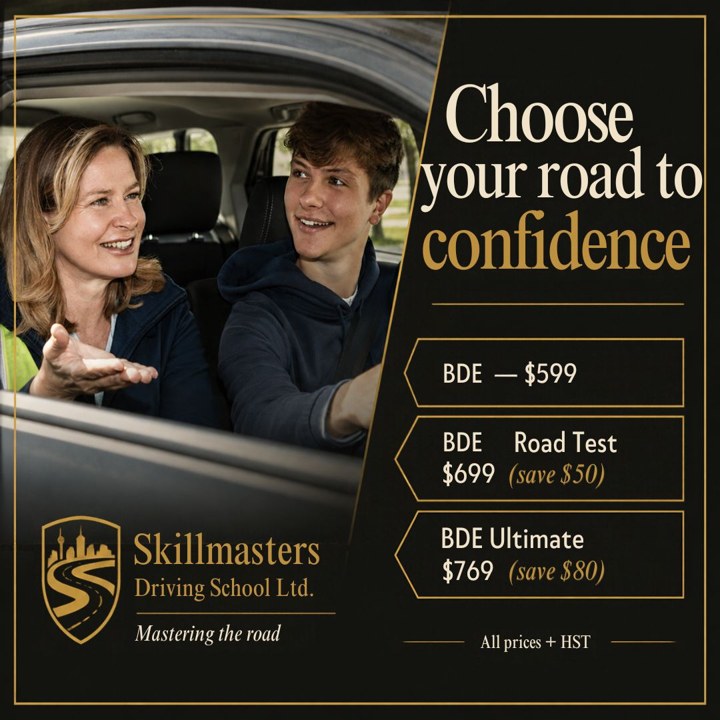 Choose
your road to
confidence
BDE — $599
BDE Road Test
$699 (save $50)
BDE Ultimate
$769 (save $80)
All prices + HST
Skillmasters
Driving School Ltd.
Mastering the road